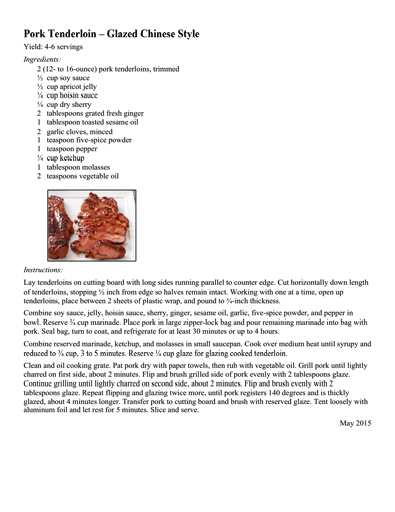 Pork Tenderloin – Glazed Chinese Style
Yield: 4-6 servings
Ingredients:
2 (12- to 16-ounce) pork tenderloins, trimmed
½ cup soy sauce
½ cup apricot jelly
¼ cup hoisin sauce
¼ cup dry sherry
2 tablespoons grated fresh ginger
1 tablespoon toasted sesame oil
2 garlic cloves, minced
1 teaspoon five-spice powder
1 teaspoon pepper
¼ cup ketchup
1 tablespoon molasses
2 teaspoons vegetable oil
Instructions:
Lay tenderloins on cutting board with long sides running parallel to counter edge. Cut horizontally down length
of tenderloins, stopping ½ inch from edge so halves remain intact. Working with one at a time, open up
tenderloins, place between 2 sheets of plastic wrap, and pound to ¾-inch thickness.
Combine soy sauce, jelly, hoisin sauce, sherry, ginger, sesame oil, garlic, five-spice powder, and pepper in
bowl. Reserve ¾ cup marinade. Place pork in large zipper-lock bag and pour remaining marinade into bag with
pork. Seal bag, turn to coat, and refrigerate for at least 30 minutes or up to 4 hours.
Combine reserved marinade, ketchup, and molasses in small saucepan. Cook over medium heat until syrupy and
reduced to ¾ cup, 3 to 5 minutes. Reserve ¼ cup glaze for glazing cooked tenderloin.
Clean and oil cooking grate. Pat pork dry with paper towels, then rub with vegetable oil. Grill pork until lightly
charred on first side, about 2 minutes. Flip and brush grilled side of pork evenly with 2 tablespoons glaze.
Continue grilling until lightly charred on second side, about 2 minutes. Flip and brush evenly with 2
tablespoons glaze. Repeat flipping and glazing twice more, until pork registers 140 degrees and is thickly
glazed, about 4 minutes longer. Transfer pork to cutting board and brush with reserved glaze. Tent loosely with
aluminum foil and let rest for 5 minutes. Slice and serve.
May 2015